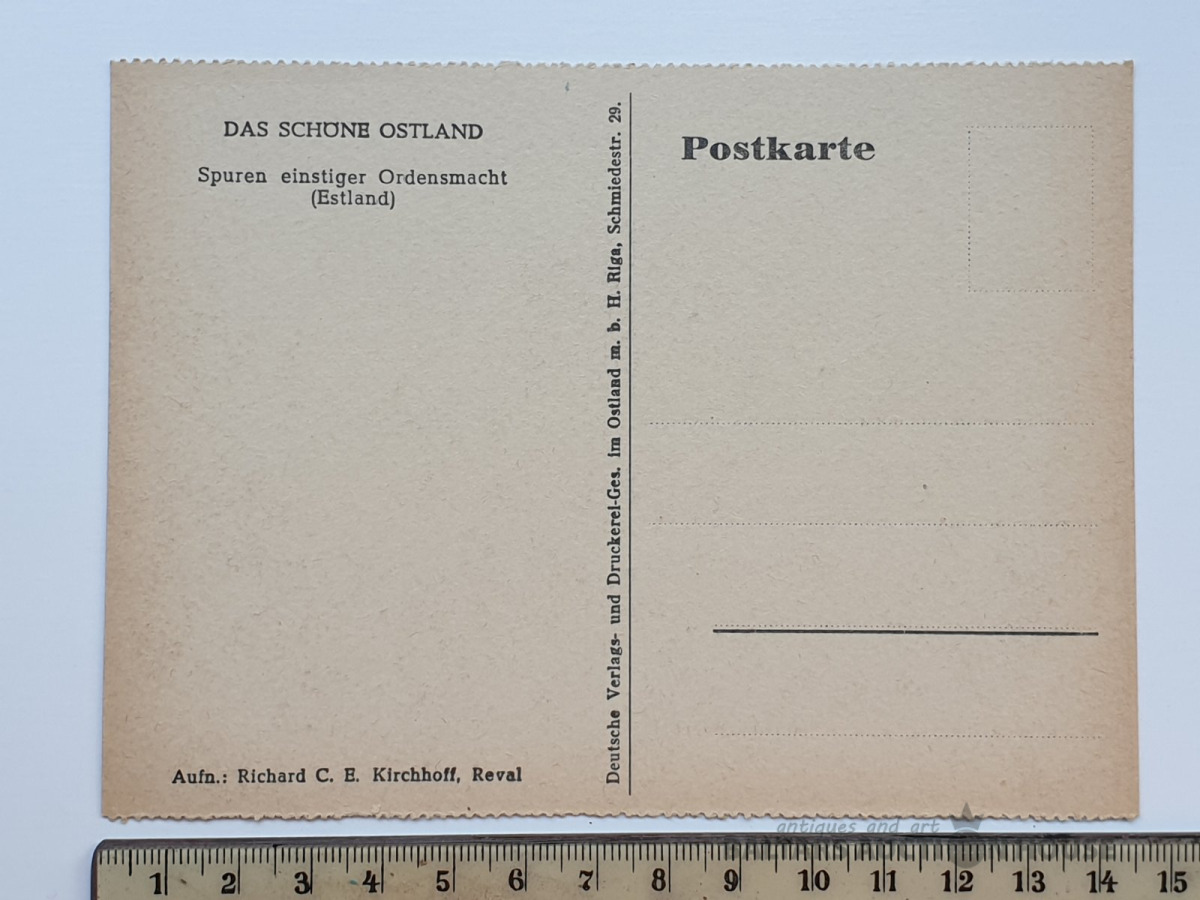 DAS SCHÖNE OSTLAND
Spuren einstiger Ordensmacht
(Estland)
Aufn.: Richard C. E. Kirchhoff, Reval
Deutsche Verlags- und Druckerei-Ges. im Ostland m. b. H. Riga, Schmiedestr. 29.
Postkarte
antiques and art
1 2 3 4 5 6 7 8 9 10 11 12 13 14 15